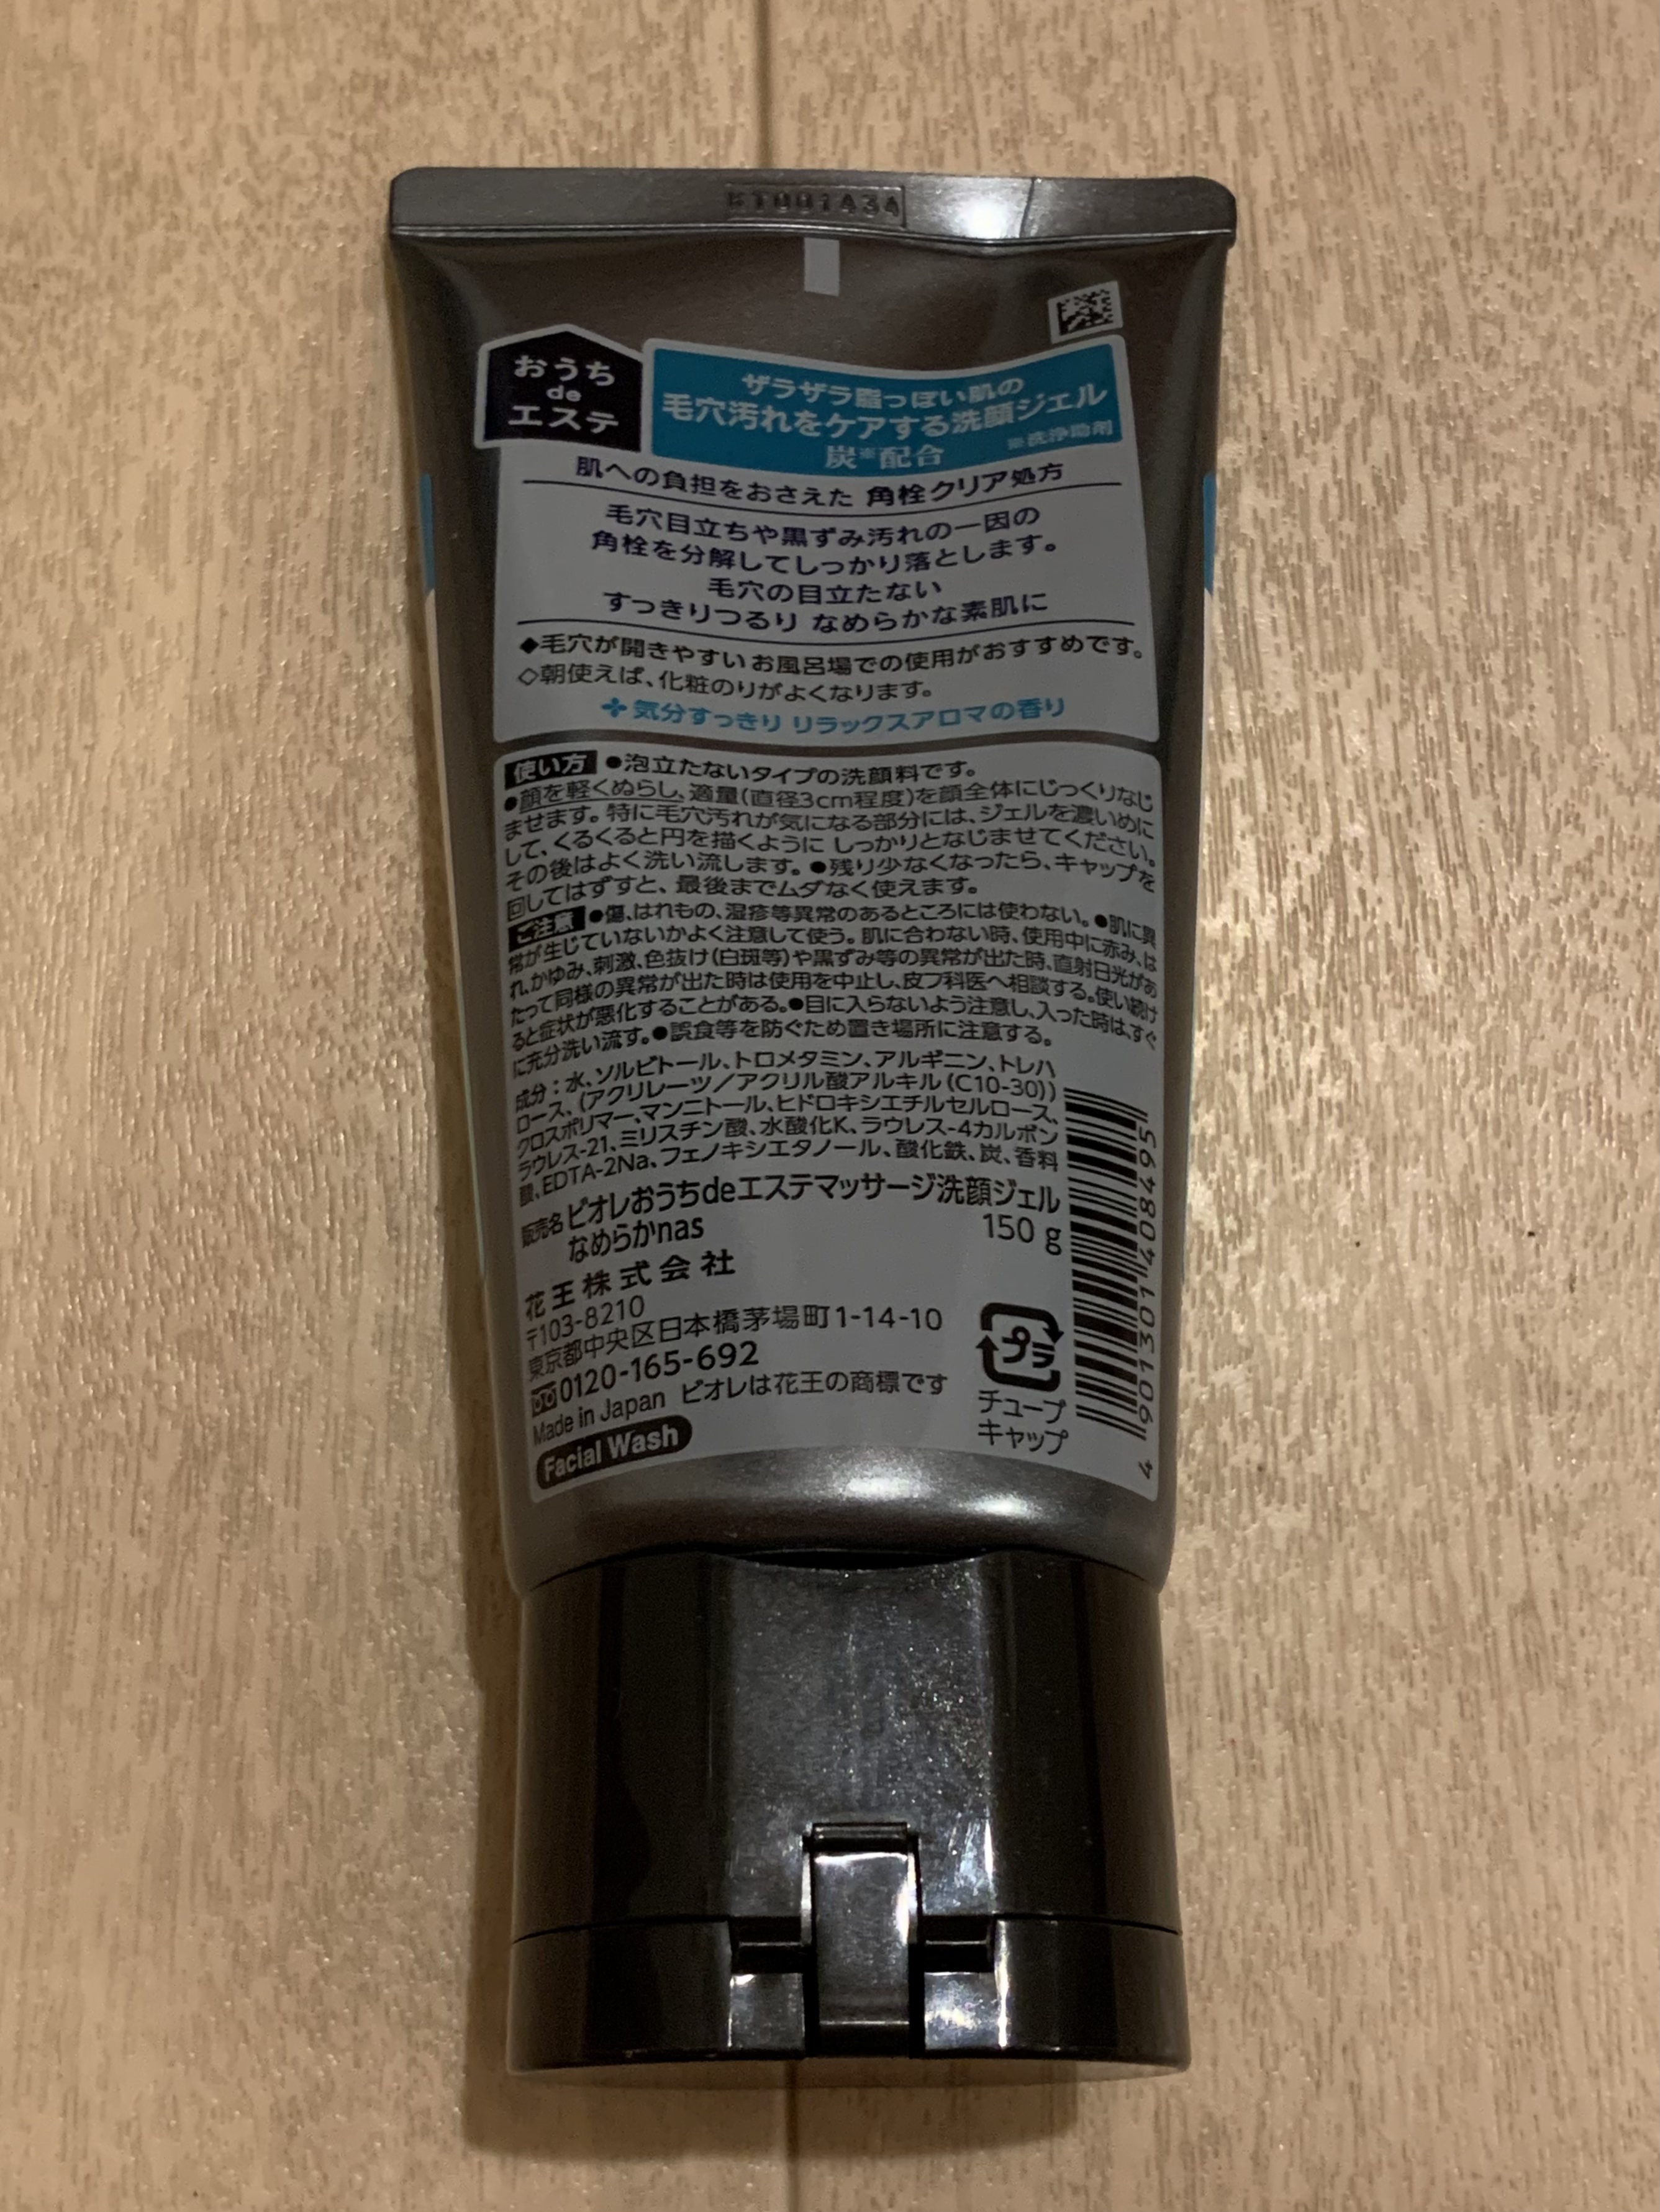 おうち
de
エステ
ザラザラ脂っぽい肌の
毛穴汚れをケアする洗顔ジェル
炭※配合
※洗浄助剤
肌への負担をおさえた 角栓クリア処方
毛穴目立ちや黒ずみ汚れの一因の
角栓を分解してしっかり落とします。
毛穴の目立たない
すっきりつるり なめらかな素肌に
◆毛穴が開きやすいお風呂場での使用がおすすめです。
◇朝使えば、化粧のりがよくなります。
気分すっきり リラックスアロマの香り
使い方 ●泡立たないタイプの洗顔料です。
●顔を軽くぬらし、適量(直径3cm程度)を顔全体にじっくりなじ
ませます。特に毛穴汚れが気になる部分には、ジェルを濃いめに
して、くるくると円を描くように しっかりとなじませてください。
その後はよく洗い流します。●残り少なくなったら、キャップを
回してはずすと、最後までムダなく使えます。
ご注意 ●傷、はれもの、湿疹等異常のあるところには使わない。●肌に異
常が生じていないかよく注意して使う。肌に合わない時、使用中に赤み、は
れ、かゆみ、刺激、色抜け(白斑等)や黒ずみ等の異常が出た時、直射日光があ
たって同様の異常が出た時は使用を中止し、皮フ科医へ相談する。使い続け
ると症状が悪化することがある。●目に入らないよう注意し、入った時は、すぐ
に充分洗い流す。●誤食等を防ぐため置き場所に注意する。
成分：水、ソルビトール、トロメタミン、アルギニン、トレハ
ロース、(アクリレーツ／アクリル酸アルキル(C10-30))
クロスポリマー、マンニトール、ヒドロキシエチルセルロース、
ラウレス-21、ミリスチン酸、水酸化K、ラウレス-4カルボン
酸、EDTA-2Na、フェノキシエタノール、酸化鉄、炭、香料
販売名 ビオレおうちdeエステマッサージ洗顔ジェル
なめらかnas
150 g
花王株式会社
〒103-8210
東京都中央区日本橋茅場町1-14-10
0120-165-692
Made in Japan ビオレは花王の商標です
Facial Wash
プラ
チューブ
キャップ
4 901301408495